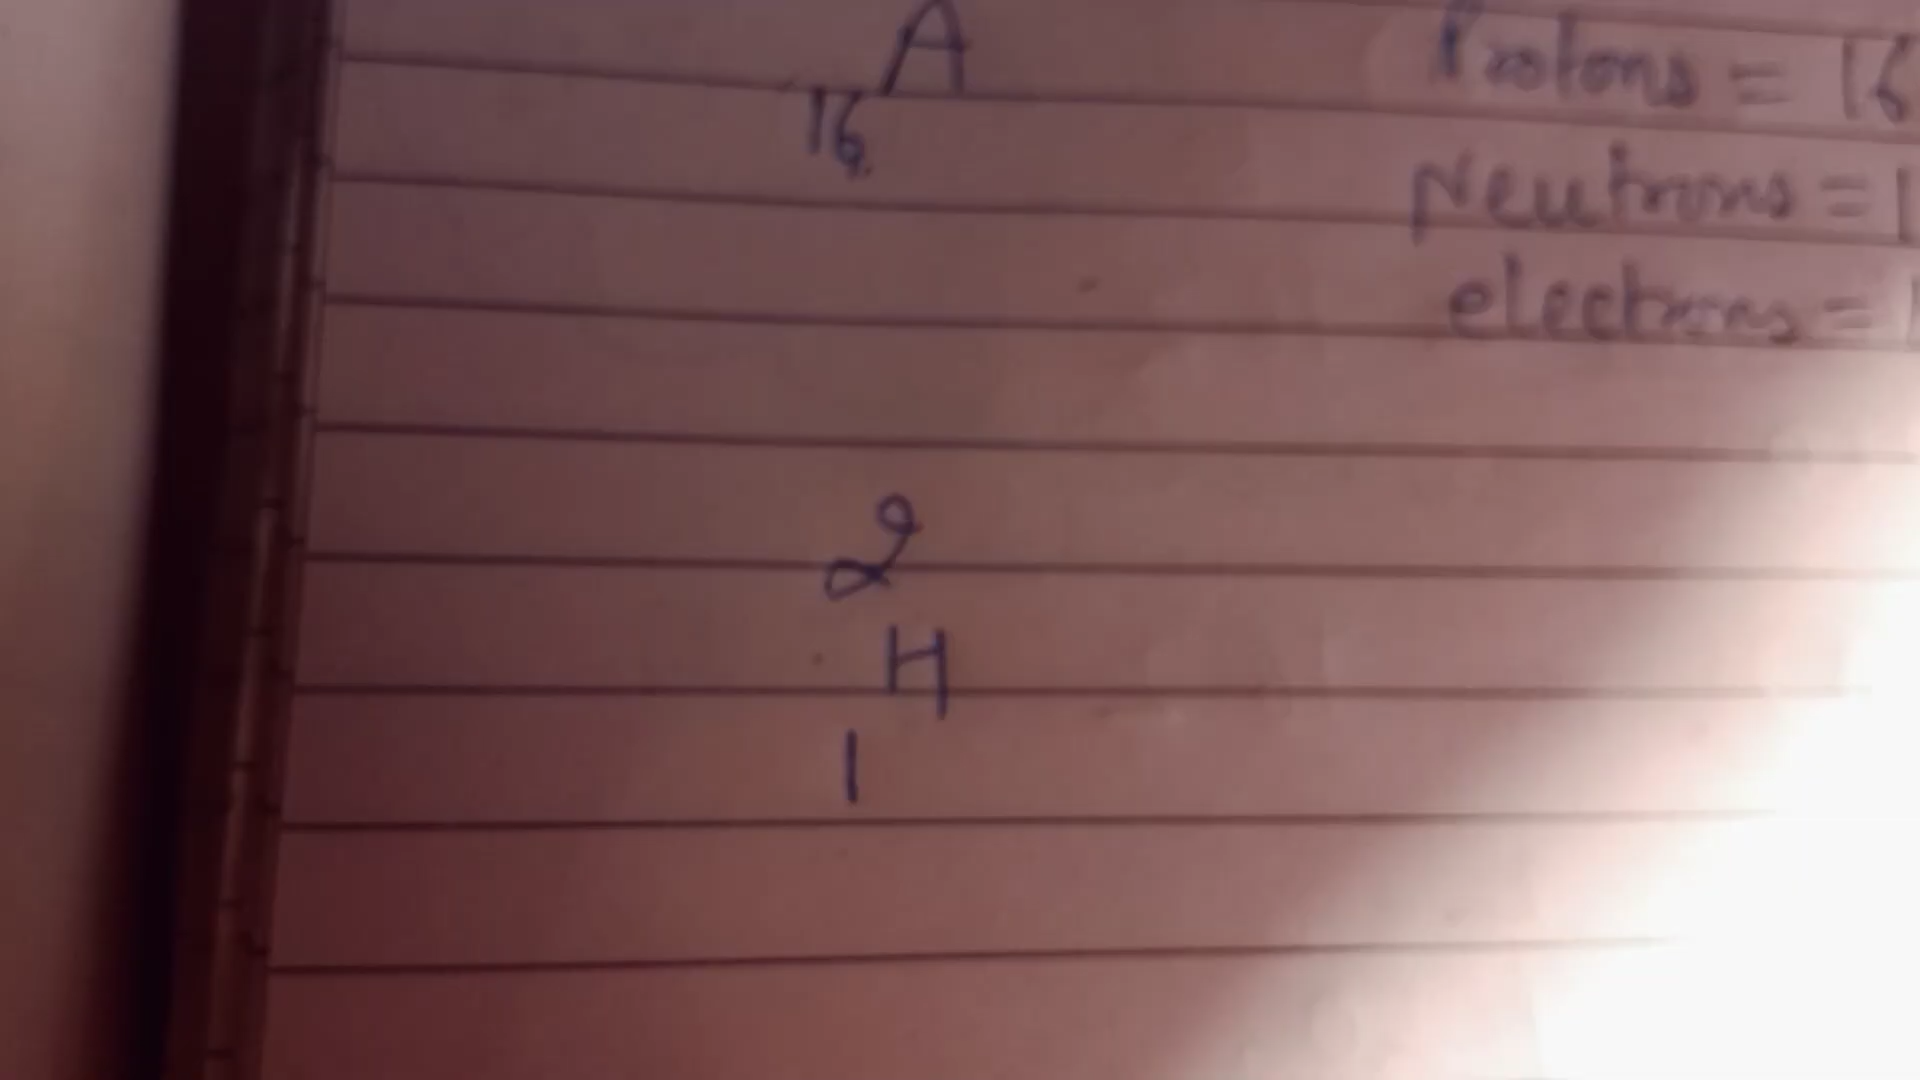 A Protons = 16
16
Neutrons =
electrons =
2
H
1